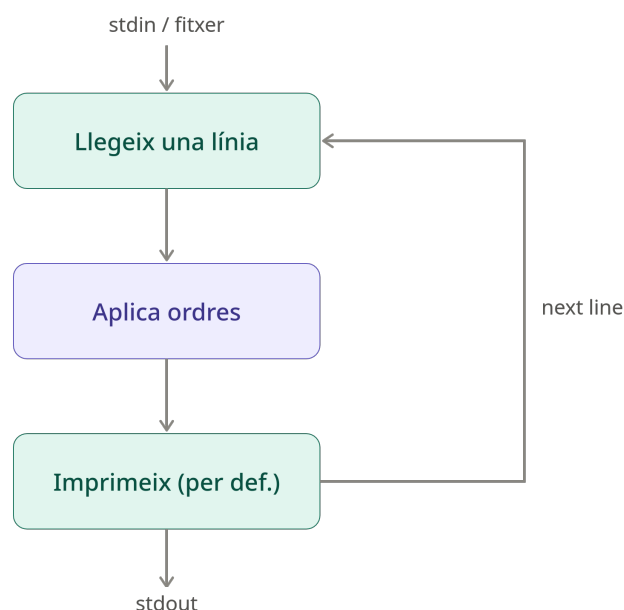 stdin / fitxer
Llegeix una línia
Aplica ordres
next line
Imprimeix (per def.)
stdout